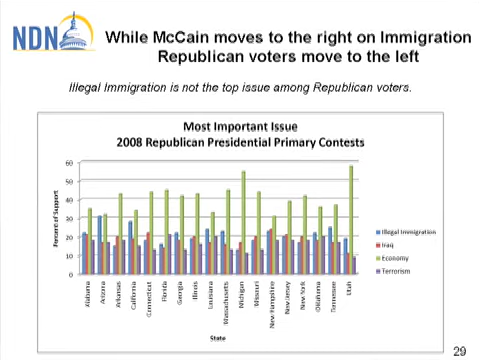 NDN
While McCain moves to the right on Immigration
Republican voters move to the left
Illegal Immigration is not the top issue among Republican voters.
Most Important Issue
2008 Republican Presidential Primary Contests
Percent of Support
60
50
40
30
20
10
0
Alabama
Arizona
Arkansas
California
Connecticut
Florida
Georgia
Illinois
Louisiana
Massachusetts
Michigan
Missouri
New Hampshire
New Jersey
New York
Oklahoma
Tennessee
Utah
State
Illegal Immigration
Iraq
Economy
Terrorism
29